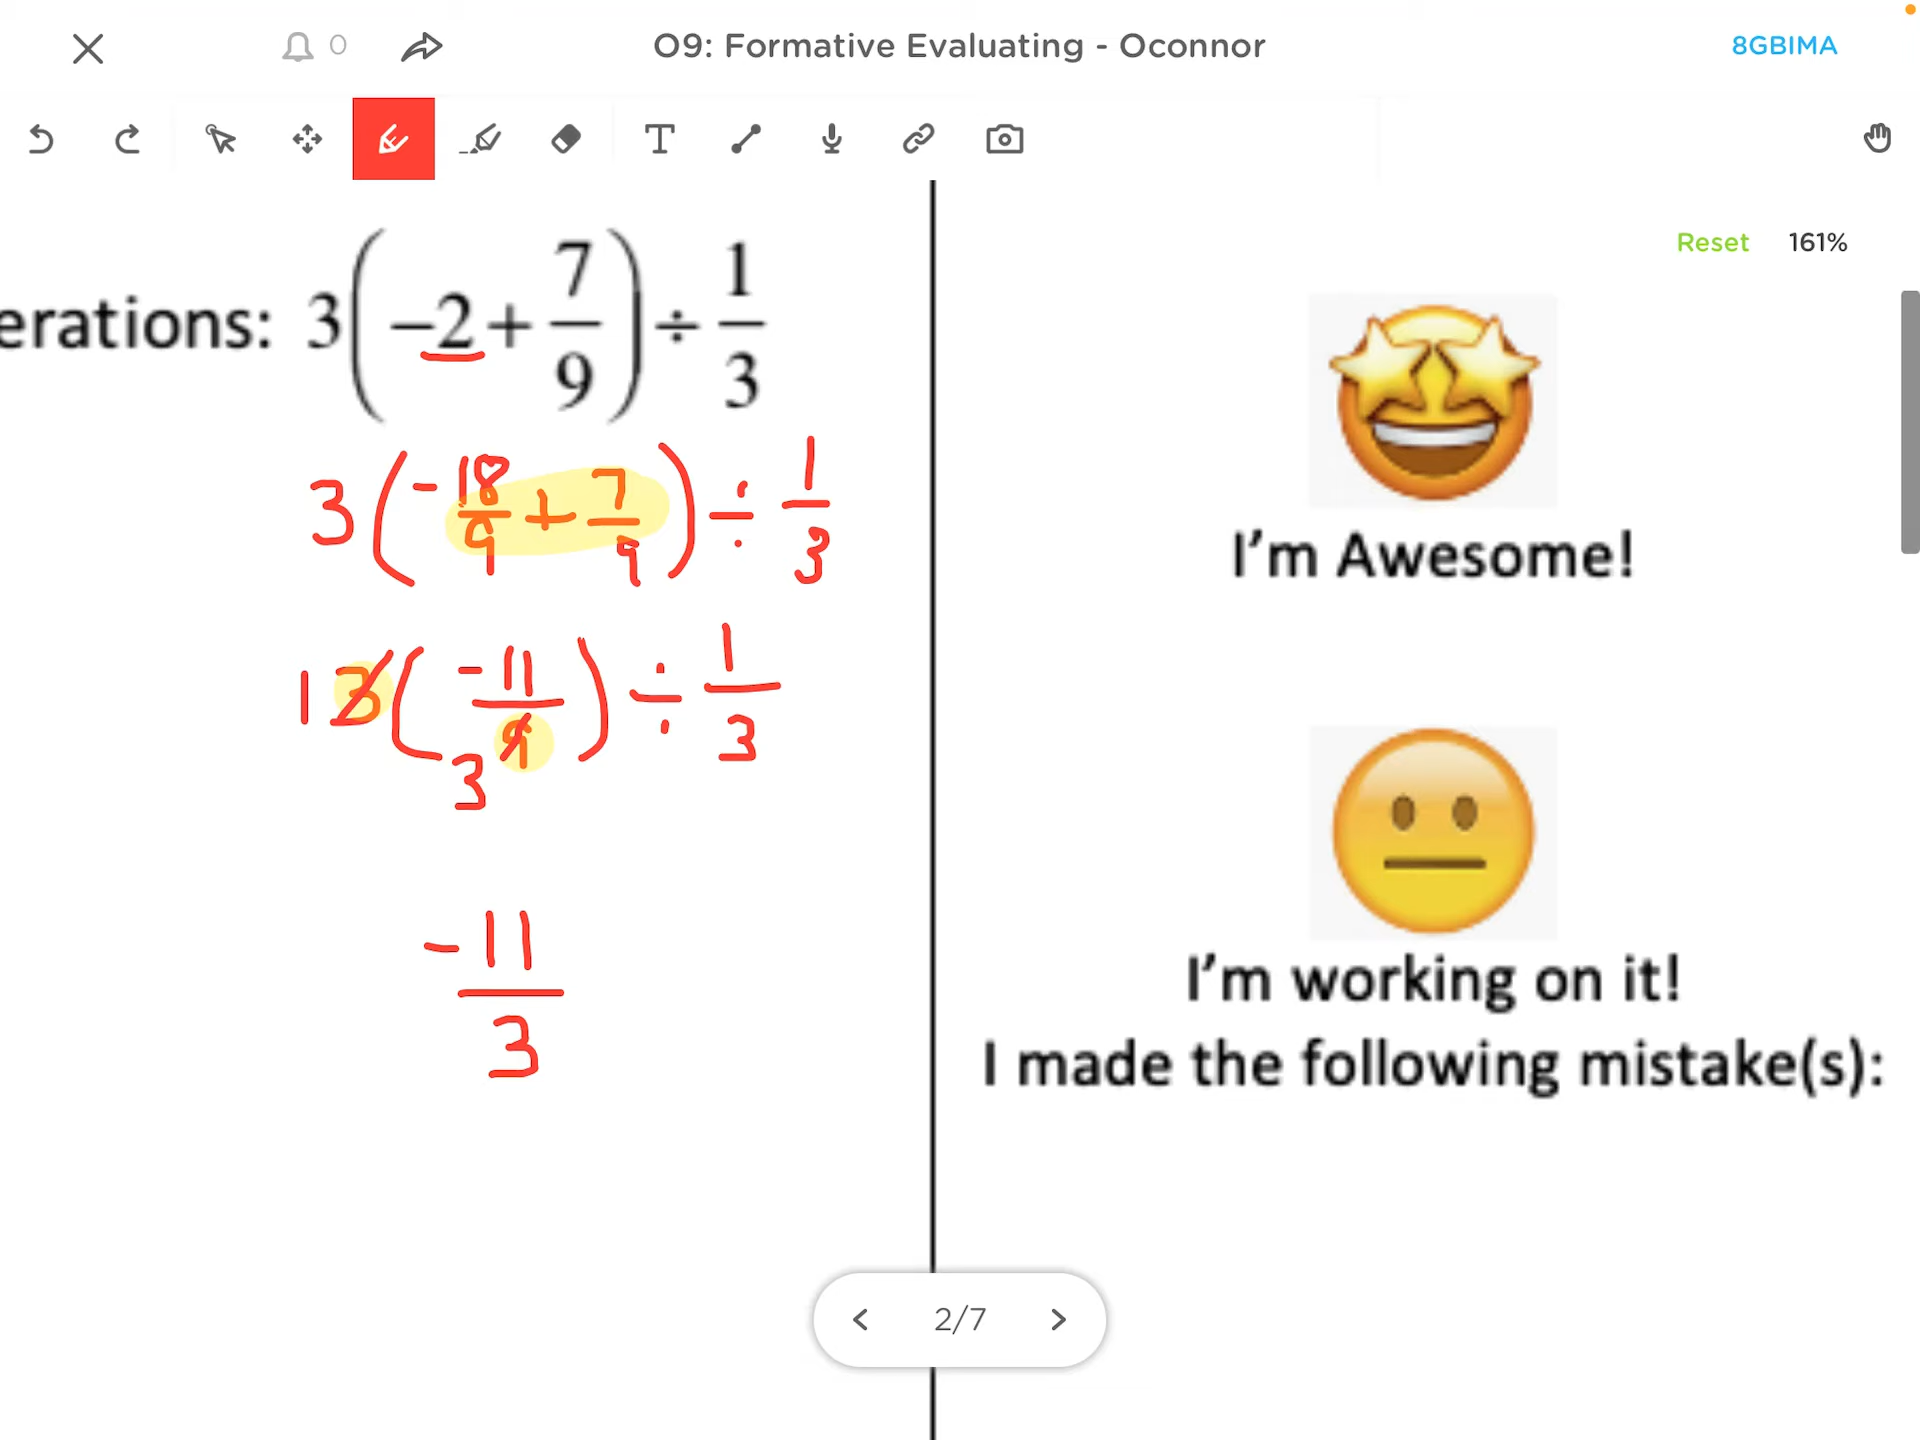 0
O9: Formative Evaluating - Oconnor
8GBIMA
T
Reset 161%
erations: 3(−2+7/9)÷1/3
3(-18/9+7/9)÷1/3
1 3(-11/9)÷1/3
3
-11/3
I’m Awesome!
I’m working on it!
I made the following mistake(s):
2/7